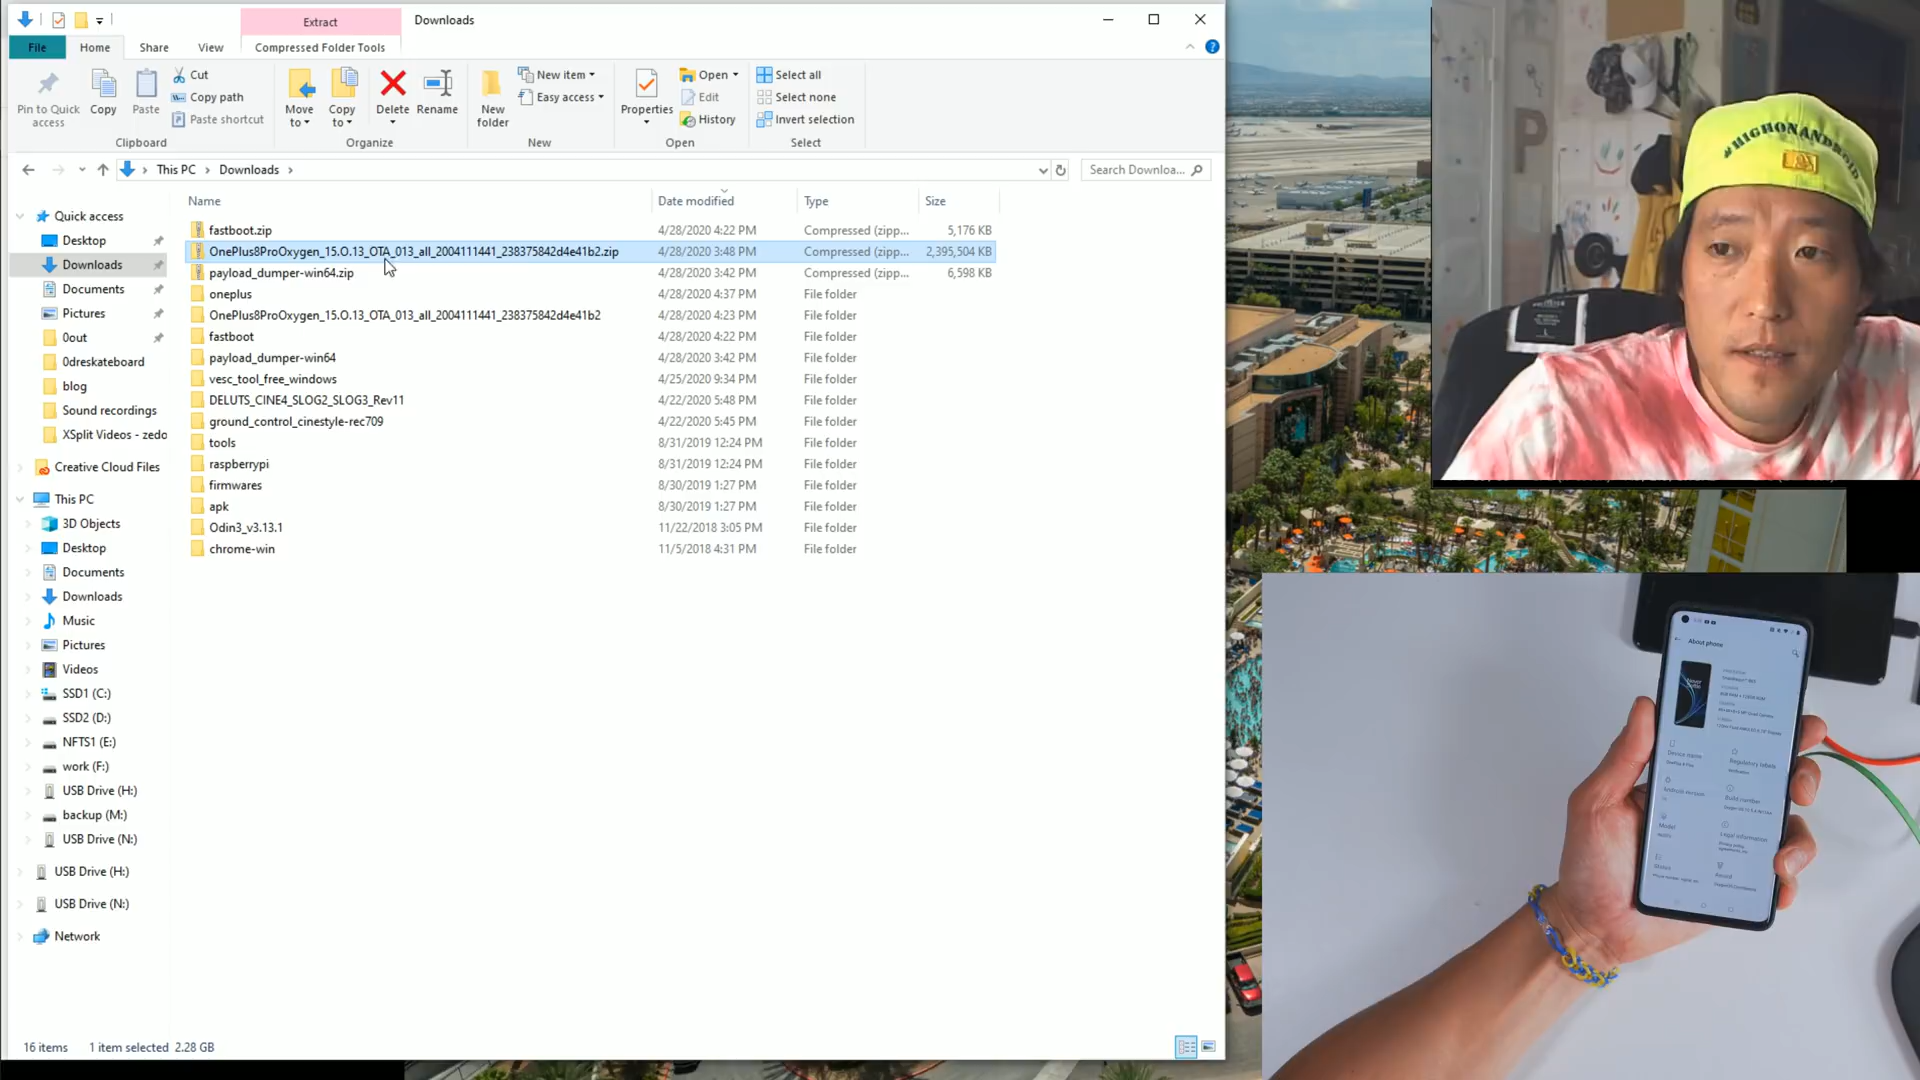 Extract
Downloads
File
Home
Share
View
Compressed Folder Tools
Pin to Quick access
Copy
Paste
Cut
Copy path
Paste shortcut
Move to
Copy to
Delete
Rename
New folder
New item
Easy access
Properties
Open
Edit
History
Select all
Select none
Invert selection
Clipboard
Organize
New
Open
Select
This PC > Downloads >
Search Downloa...
Name Date modified Type Size
fastboot.zip 4/28/2020 4:22 PM Compressed (zipp... 5,176 KB
OnePlus8ProOxygen_15.O.13_OTA_013_all_2004111441_238375842d4e41b2.zip 4/28/2020 3:48 PM Compressed (zipp... 2,395,504 KB
payload_dumper-win64.zip 4/28/2020 3:42 PM Compressed (zipp... 6,598 KB
oneplus 4/28/2020 4:37 PM File folder
OnePlus8ProOxygen_15.O.13_OTA_013_all_2004111441_238375842d4e41b2 4/28/2020 4:23 PM File folder
fastboot 4/28/2020 4:22 PM File folder
payload_dumper-win64 4/28/2020 3:42 PM File folder
vesc_tool_free_windows 4/25/2020 9:34 PM File folder
DELUTS_CINE4_SLOG2_SLOG3_Rev11 4/22/2020 5:48 PM File folder
ground_control_cinestyle-rec709 4/22/2020 5:45 PM File folder
tools 8/31/2019 12:24 PM File folder
raspberrypi 8/31/2019 12:24 PM File folder
firmwares 8/30/2019 1:27 PM File folder
apk 8/30/2019 1:27 PM File folder
Odin3_v3.13.1 11/22/2018 3:05 PM File folder
chrome-win 11/5/2018 4:31 PM File folder
Quick access
Desktop
Downloads
Documents
Pictures
0out
0dreskateboard
blog
Sound recordings
XSplit Videos - zedo
Creative Cloud Files
This PC
3D Objects
Desktop
Documents
Downloads
Music
Pictures
Videos
SSD1 (C:)
SSD2 (D:)
NFTS1 (E:)
work (F:)
USB Drive (H:)
backup (M:)
USB Drive (N:)
USB Drive (H:)
USB Drive (N:)
Network
16 items 1 item selected 2.28 GB
#HIGHONANDROID
P
About phone
Device name
Regulatory labels
Android version
Build number
Model
Legal information
Status